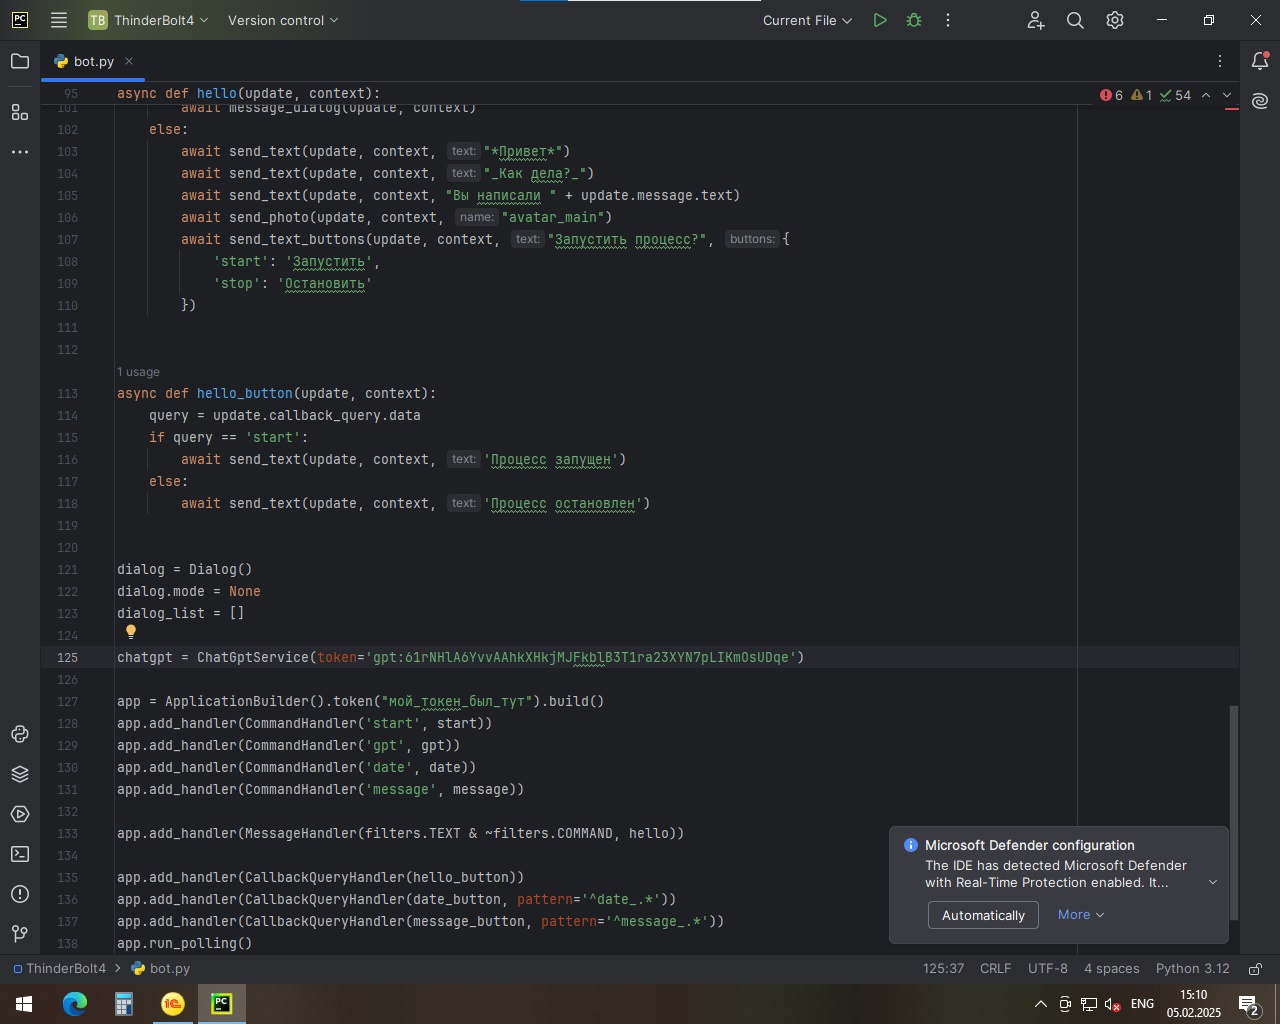 PC TB ThinderBolt4 Version control Current File
bot.py
95 async def hello(update, context): 6 1 54
101 await message_dialog(update, context)
102 else:
103 await send_text(update, context, text: "*Привет*")
104 await send_text(update, context, text: "_Как дела?_")
105 await send_text(update, context, "Вы написали " + update.message.text)
106 await send_photo(update, context, name: "avatar_main")
107 await send_text_buttons(update, context, text: "Запустить процесс?", buttons: {
108 'start': 'Запустить',
109 'stop': 'Остановить'
110 })
111
112
1 usage
113 async def hello_button(update, context):
114 query = update.callback_query.data
115 if query == 'start':
116 await send_text(update, context, text: 'Процесс запущен')
117 else:
118 await send_text(update, context, text: 'Процесс остановлен')
119
120
121 dialog = Dialog()
122 dialog.mode = None
123 dialog_list = []
124
125 chatgpt = ChatGptService(token='gpt:61rNHlA6YvvAAhkXHkjMJFkblB3T1ra23XYN7pLIKmOsUDqe')
126
127 app = ApplicationBuilder().token("мой_токен_был_тут").build()
128 app.add_handler(CommandHandler('start', start))
129 app.add_handler(CommandHandler('gpt', gpt))
130 app.add_handler(CommandHandler('date', date))
131 app.add_handler(CommandHandler('message', message))
132
133 app.add_handler(MessageHandler(filters.TEXT & ~filters.COMMAND, hello))
134
135 app.add_handler(CallbackQueryHandler(hello_button))
136 app.add_handler(CallbackQueryHandler(date_button, pattern='^date_.*'))
137 app.add_handler(CallbackQueryHandler(message_button, pattern='^message_.*'))
138 app.run_polling()
Microsoft Defender configuration
The IDE has detected Microsoft Defender
with Real-Time Protection enabled. It...
Automatically More
ThinderBolt4 > bot.py 125:37 CRLF UTF-8 4 spaces Python 3.12
PC ENG 15:10
05.02.2025 2